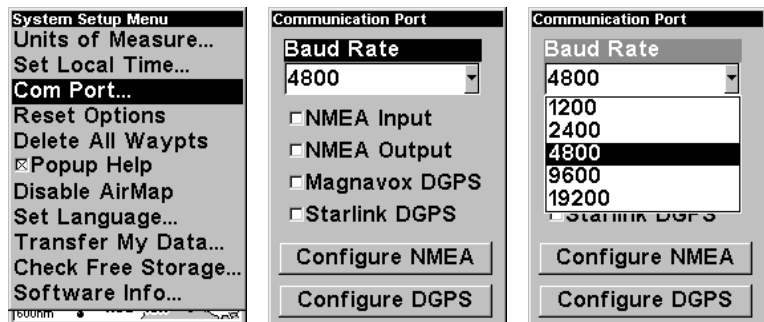 System Setup Menu
Units of Measure...
Set Local Time...
Com Port...
Reset Options
Delete All Waypts
Popup Help
Disable AirMap
Set Language...
Transfer My Data...
Check Free Storage...
Software Info...
600nm
Communication Port
Baud Rate
4800
NMEA Input
NMEA Output
Magnavox DGPS
Starlink DGPS
Configure NMEA
Configure DGPS
Communication Port
Baud Rate
4800
1200
2400
4800
9600
19200
Starlink DGPS
Configure NMEA
Configure DGPS